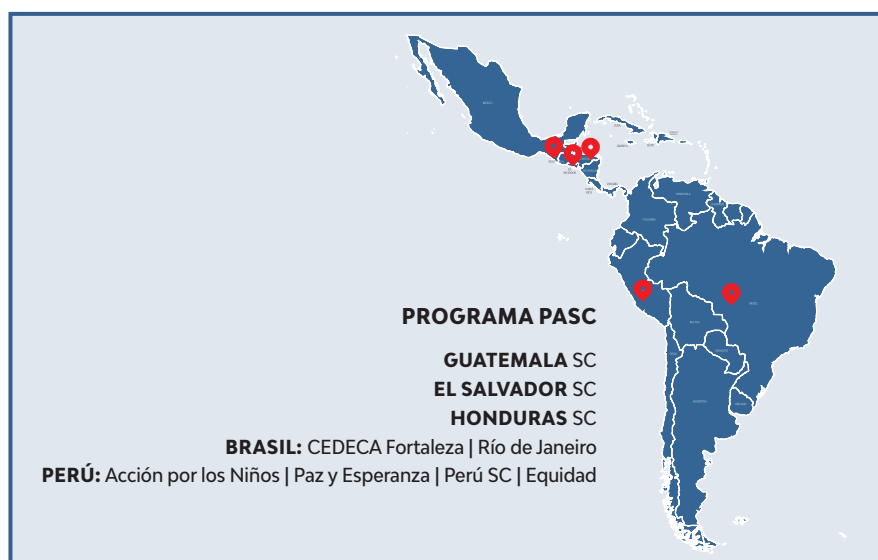 PROGRAMA PASC
GUATEMALA SC
EL SALVADOR SC
HONDURAS SC
BRASIL: CEDECA Fortaleza | Río de Janeiro
PERÚ: Acción por los Niños | Paz y Esperanza | Perú SC | Equidad